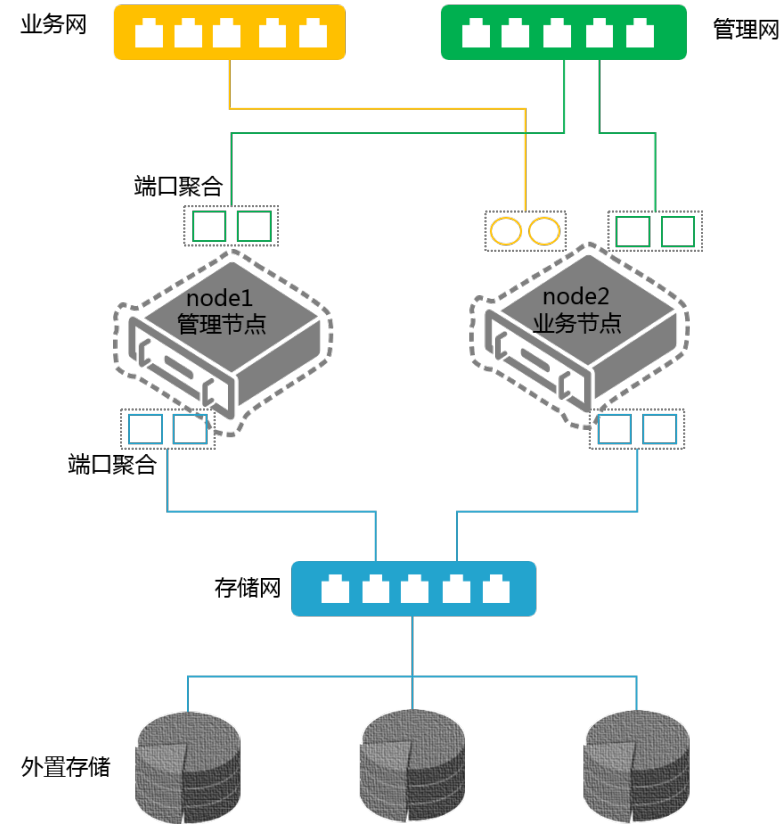 业务网
管理网
端口聚合
node1
管理节点
node2
业务节点
端口聚合
存储网
外置存储